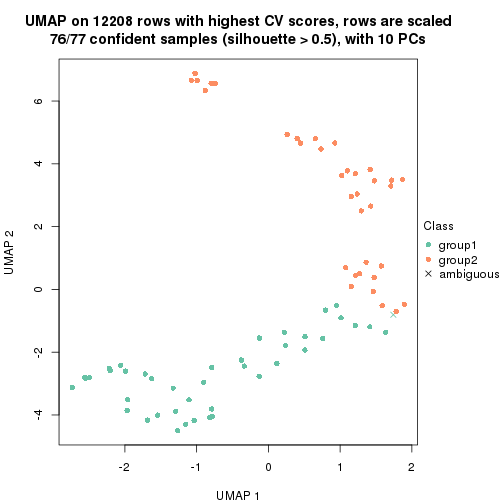 UMAP on 12208 rows with highest CV scores, rows are scaled
76/77 confident samples (silhouette > 0.5), with 10 PCs
6
4
2
0
-2
-4
UMAP 2
-2
-1
0
1
2
UMAP 1
Class
group1
group2
ambiguous